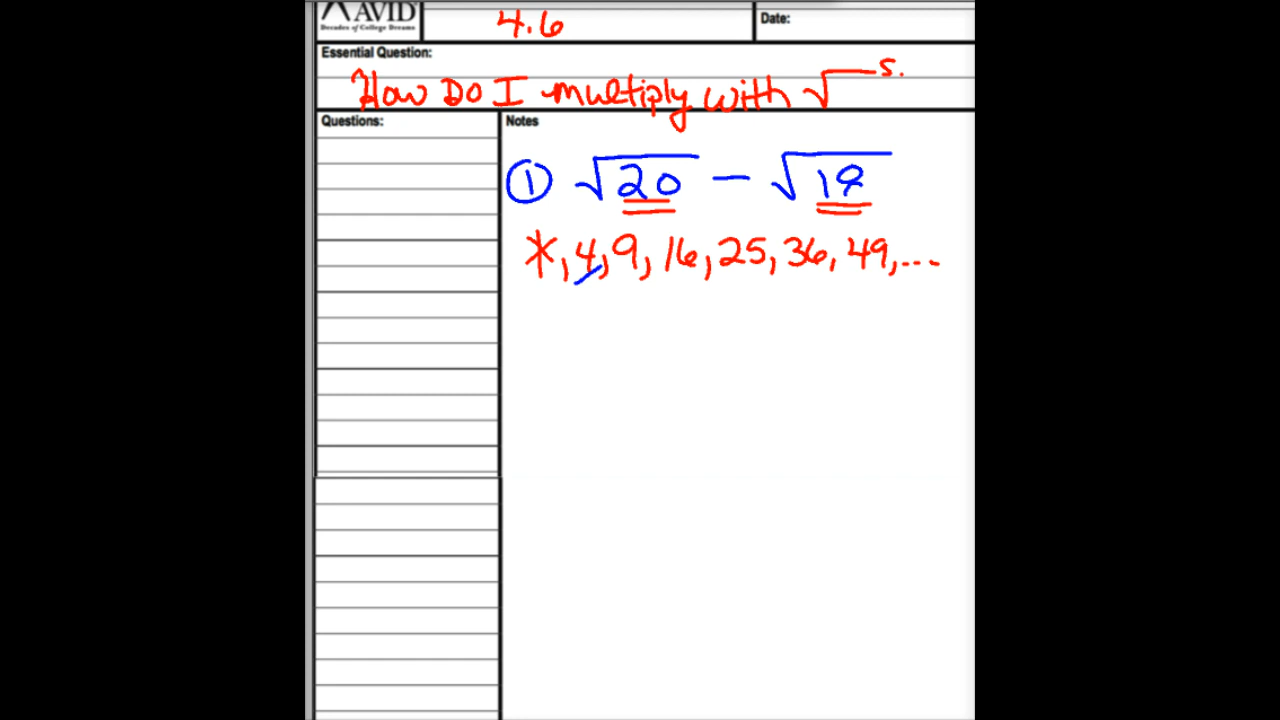 AVID
Decades of College Dreams
4.6
Date:
Essential Question:
How Do I multiply with √ s.
Questions:
Notes
① √20 − √18
*, 4, 9, 16, 25, 36, 49, ...